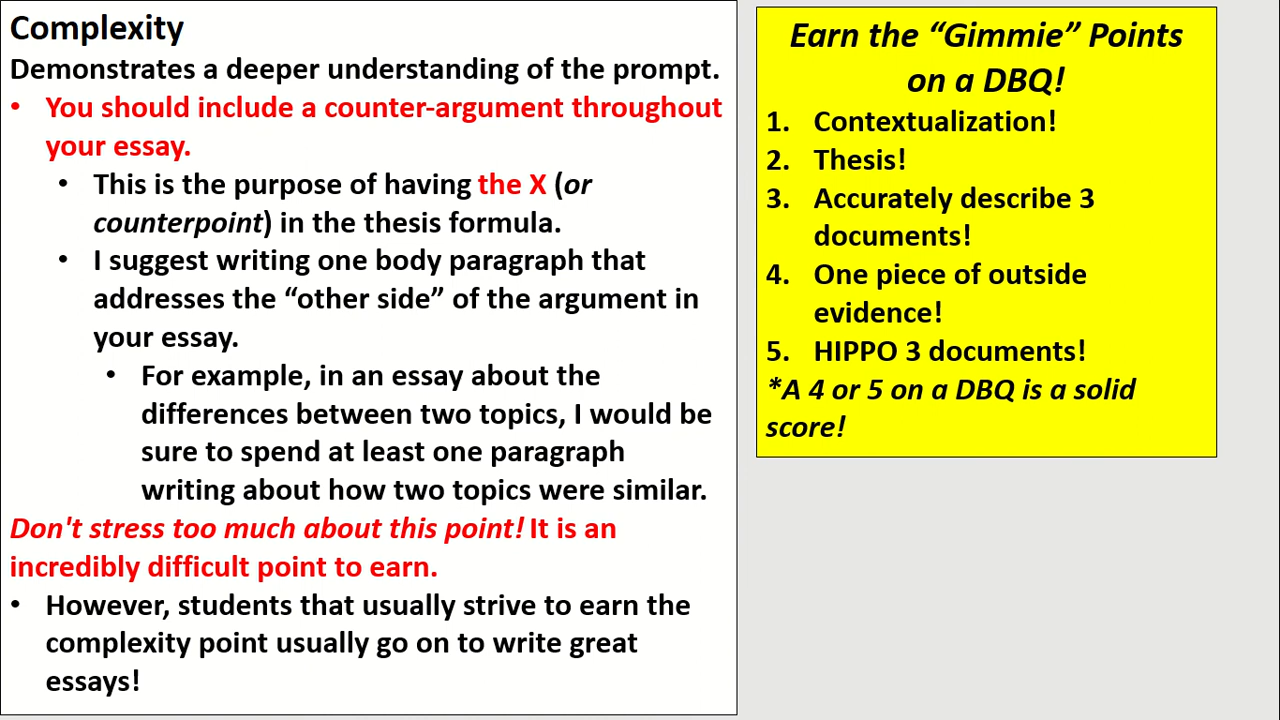 Complexity
Demonstrates a deeper understanding of the prompt.
• You should include a counter-argument throughout
your essay.
• This is the purpose of having the X (or
counterpoint) in the thesis formula.
• I suggest writing one body paragraph that
addresses the “other side” of the argument in
your essay.
• For example, in an essay about the
differences between two topics, I would be
sure to spend at least one paragraph
writing about how two topics were similar.
Don't stress too much about this point! It is an
incredibly difficult point to earn.
• However, students that usually strive to earn the
complexity point usually go on to write great
essays!
Earn the “Gimmie” Points
on a DBQ!
1. Contextualization!
2. Thesis!
3. Accurately describe 3
documents!
4. One piece of outside
evidence!
5. HIPPO 3 documents!
*A 4 or 5 on a DBQ is a solid
score!